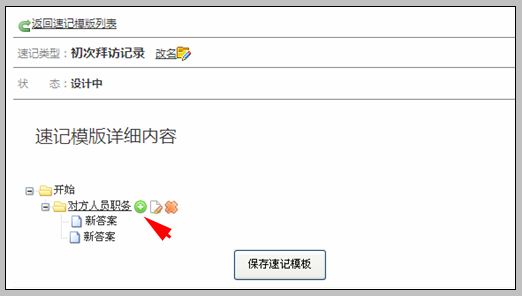 返回速记模版列表
速记类型：初次拜访记录 改名
状 态：设计中
速记模版详细内容
开始
对方人员职务
新答案
新答案
保存速记模板